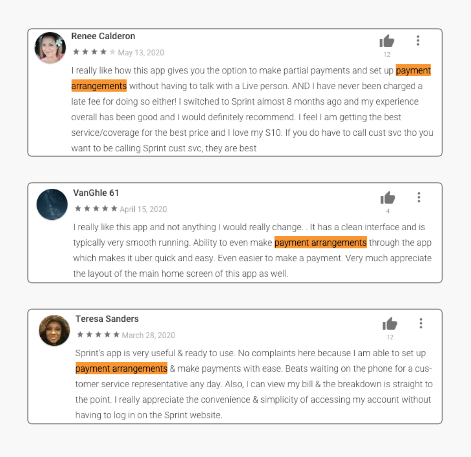 Renee Calderon
May 13, 2020
12
I really like how this app gives you the option to make partial payments and set up payment
arrangements without having to talk with a Live person. AND I have never been charged a
late fee for doing so either! I switched to Sprint almost 8 months ago and my experience
overall has been good and I would definitely recommend. I feel I am getting the best
service/coverage for the best price and I love my S10. If you do have to call cust svc tho you
want to be calling Sprint cust svc, they are best
VanGhle 61
April 15, 2020
4
I really like this app and not anything I would really change. . It has a clean interface and is
typically very smooth running. Ability to even make payment arrangements through the app
which makes it uber quick and easy. Even easier to make a payment. Very much appreciate
the layout of the main home screen of this app as well.
Teresa Sanders
March 28, 2020
12
Sprint's app is very useful & ready to use. No complaints here because I am able to set up
payment arrangements & make payments with ease. Beats waiting on the phone for a cus-
tomer service representative any day. Also, I can view my bill & the breakdown is straight to
the point. I really appreciate the convenience & simplicity of accessing my account without
having to log in on the Sprint website.